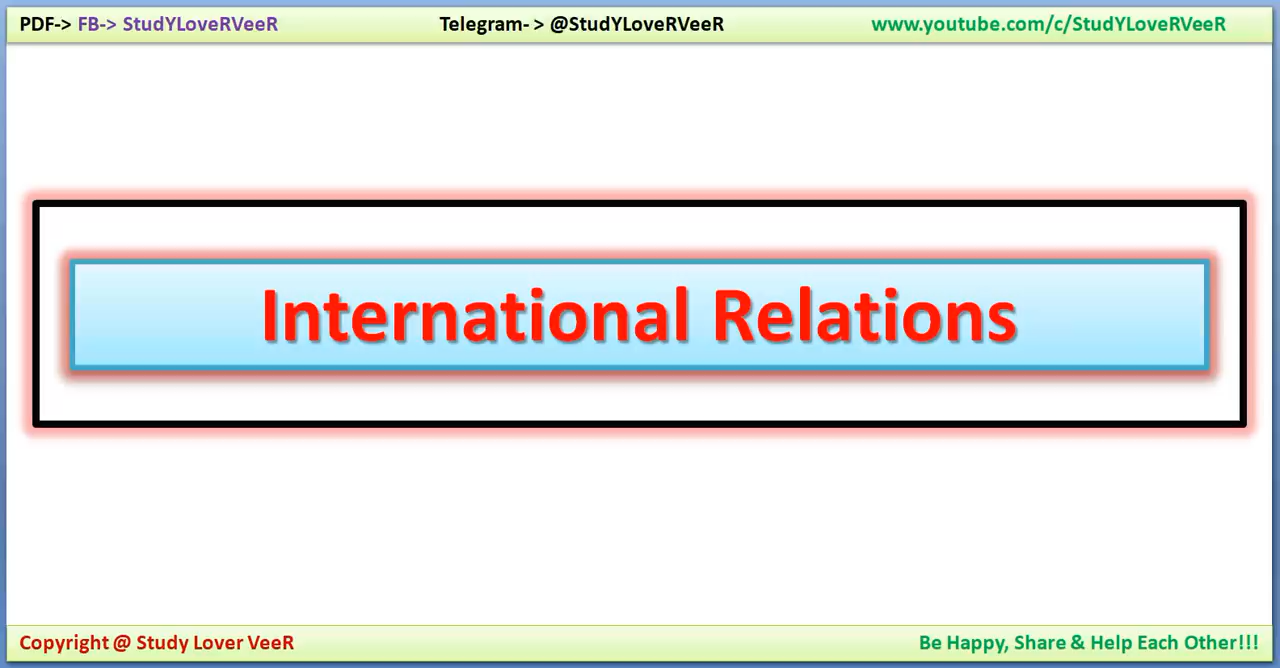 PDF-> FB-> StudYLoveRVeeR Telegram- > @StudYLoveRVeeR www.youtube.com/c/StudYLoveRVeeR
International Relations
Copyright @ Study Lover VeeR Be Happy, Share & Help Each Other!!!